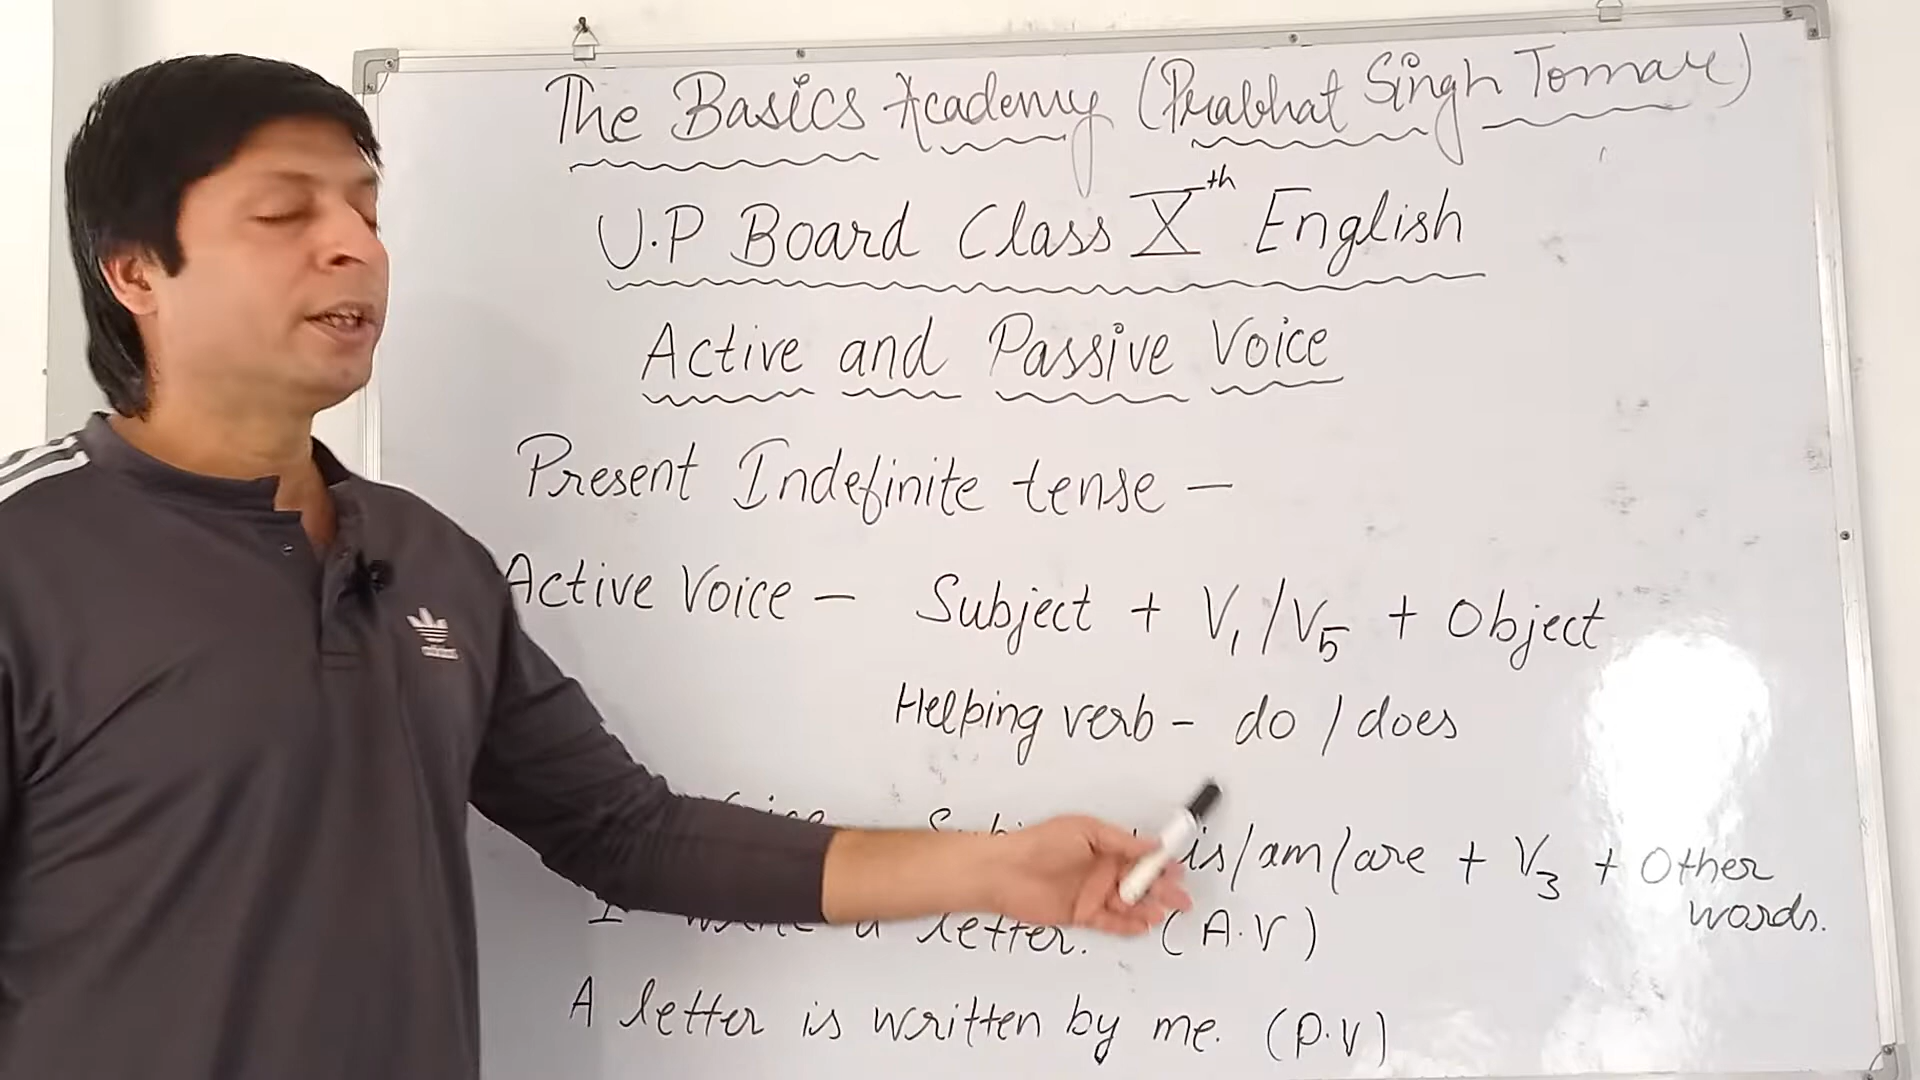 The Basics Academy (Prabhat Singh Tomar)
U.P Board Class Xth English
Active and Passive Voice
Present Indefinite tense –
Active Voice – Subject + V1/V5 + Object
Helping verb – do / does
is/am/are + V3 + Other words.
I write a letter. (A.V)
A letter is written by me. (P.V)